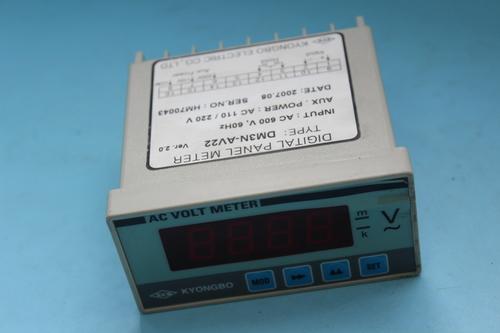 KYONGBO ELECTRIC CO., LTD
DATE: 2007.08 SER.NO : HM70043
AUX . POWER : AC 110 / 220 V
INPUT : AC 600 V, 60Hz
TYPE: DM3N-AV22 Ver. 2.0
DIGITAL PANEL METER
AC VOLT METER
8888
m
k
V
~
KYONGBO
MOD
SET